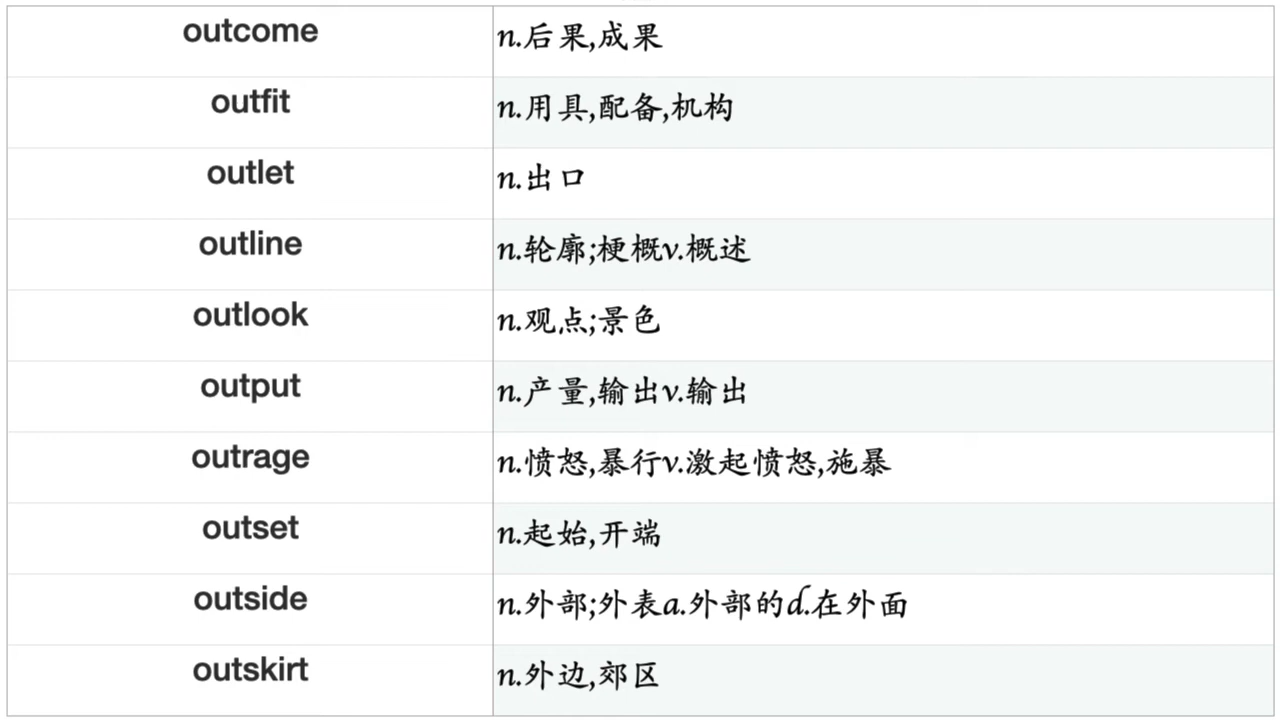 outcome n.后果,成果
outfit n.用具,配备,机构
outlet n.出口
outline n.轮廓;梗概v.概述
outlook n.观点;景色
output n.产量,输出v.输出
outrage n.愤怒,暴行v.激起愤怒,施暴
outset n.起始,开端
outside n.外部;外表a.外部的d.在外面
outskirt n.外边,郊区